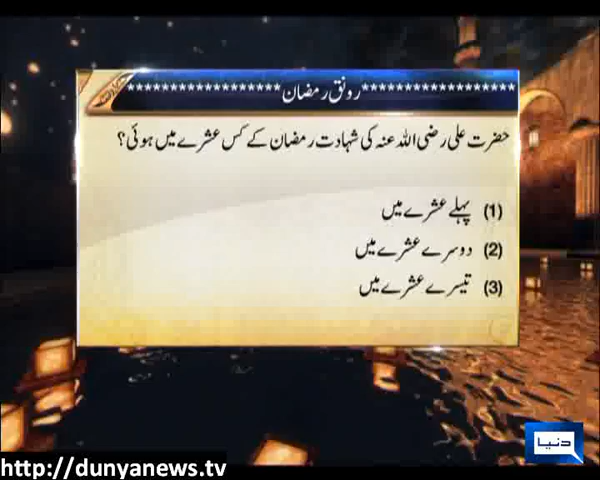 *****************رونق رمضان*****************
حضرت علی رضی اللہ عنہ کی شہادت رمضان کے کس عشرے میں ہوئی؟
(1) پہلے عشرے میں
(2) دوسرے عشرے میں
(3) تیسرے عشرے میں
دنیا
http://dunyanews.tv